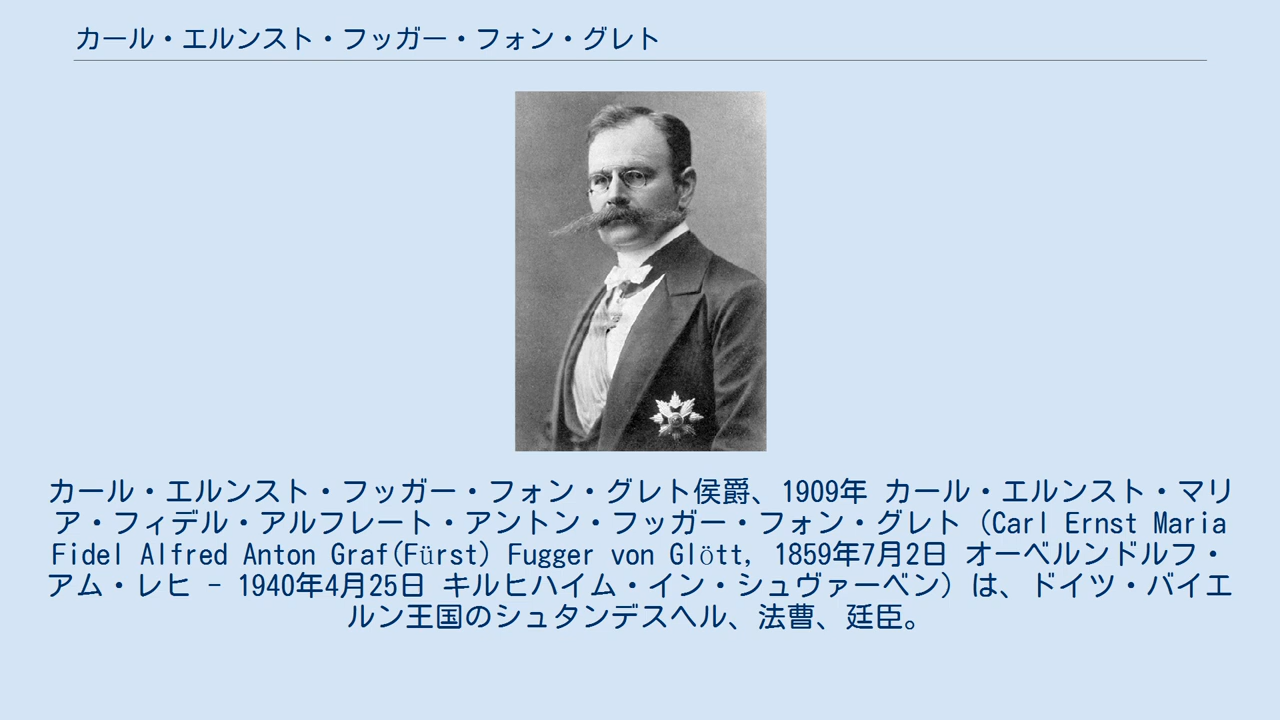 カール・エルンスト・フッガー・フォン・グレト
カール・エルンスト・フッガー・フォン・グレト侯爵、1909年 カール・エルンスト・マリ
ア・フィデル・アルフレート・アントン・フッガー・フォン・グレト（Carl Ernst Maria
Fidel Alfred Anton Graf(Fürst) Fugger von Glött, 1859年7月2日 オーベルンドルフ・
アム・レヒ - 1940年4月25日 キルヒハイム・イン・シュヴァーベン）は、ドイツ・バイエ
ルン王国のシュタンデスヘル、法曹、廷臣。